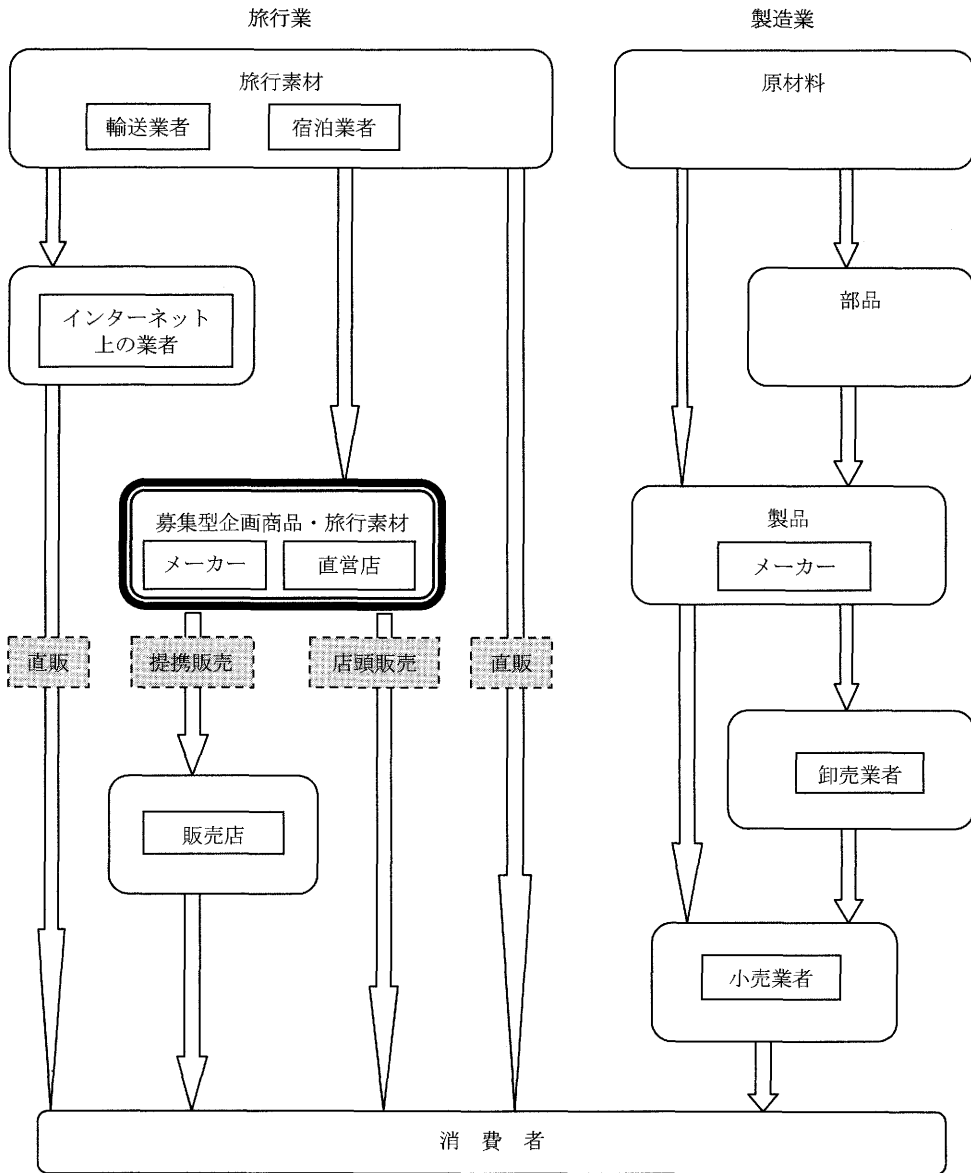 旅行業
製造業
旅行素材
輸送業者
宿泊業者
原材料
インターネット
上の業者
部品
募集型企画商品・旅行素材
メーカー
直営店
製品
メーカー
直販
提携販売
店頭販売
直販
卸売業者
販売店
小売業者
消費者